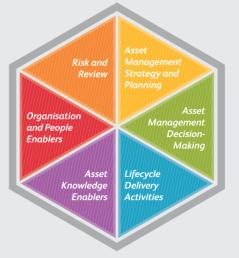 Risk and
Review
Asset
Management
Strategy and
Planning
Organisation
and People
Enablers
Asset
Management
Decision-
Making
Asset
Knowledge
Enablers
Lifecycle
Delivery
Activities